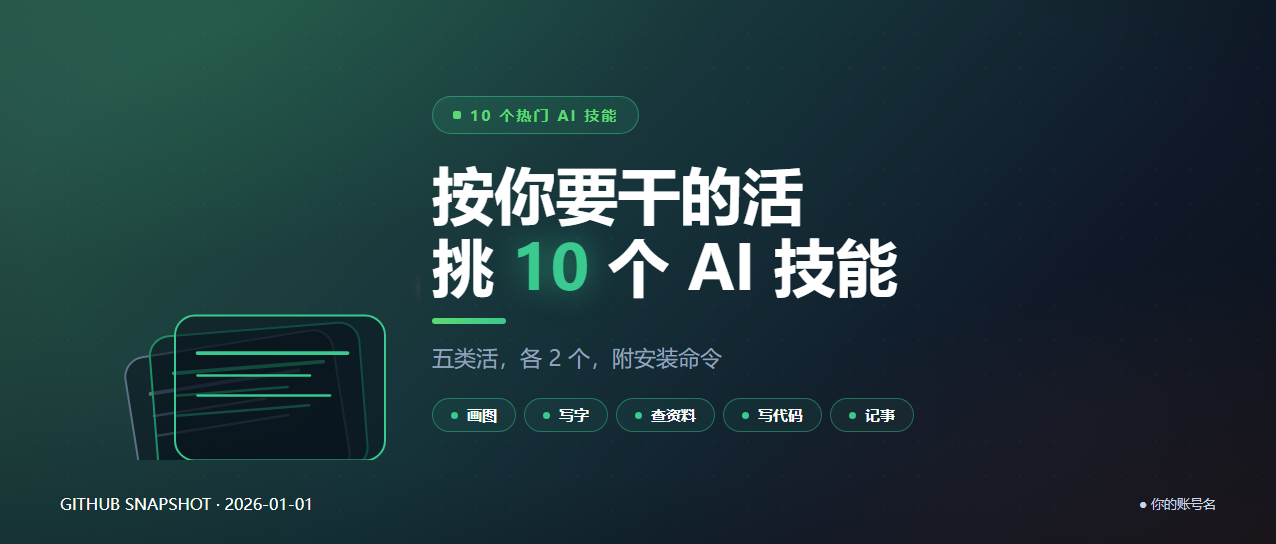 10 个热门 AI 技能
按你要干的活
挑 10 个 AI 技能
五类活，各 2 个，附安装命令
画图 写字 查资料 写代码 记事
GITHUB SNAPSHOT · 2026-01-01
你的账号名